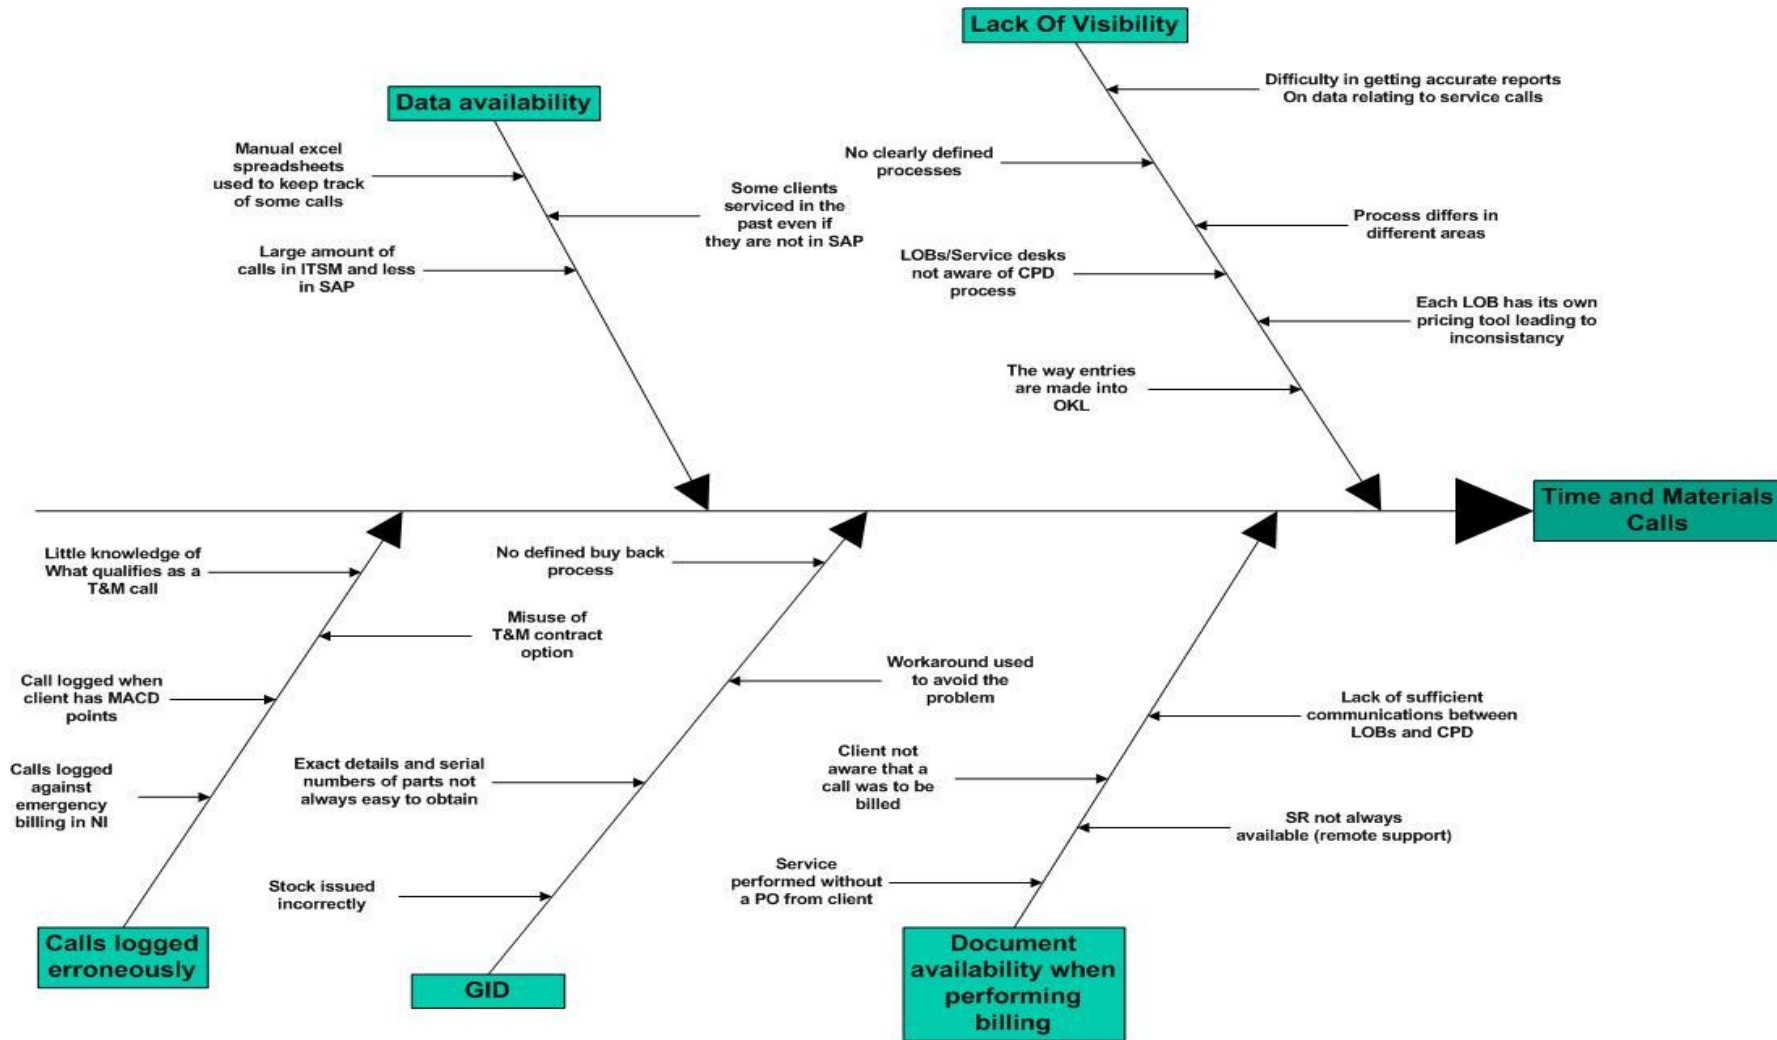 Lack Of Visibility
Difficulty in getting accurate reports
On data relating to service calls
No clearly defined
processes
Process differs in
different areas
LOBs/Service desks
not aware of CPD
process
Each LOB has its own
pricing tool leading to
inconsistancy
The way entries
are made into
OKL
Data availability
Manual excel
spreadsheets
used to keep track
of some calls
Some clients
serviced in the
past even if
they are not in SAP
Large amount of
calls in ITSM and less
in SAP
Time and Materials
Calls
Little knowledge of
What qualifies as a
T&M call
Misuse of
T&M contract
option
Call logged when
client has MACD
points
Calls logged
against
emergency
billing in NI
Calls logged
erroneously
No defined buy back
process
Workaround used
to avoid the
problem
Exact details and serial
numbers of parts not
always easy to obtain
Stock issued
incorrectly
GID
Lack of sufficient
communications between
LOBs and CPD
Client not
aware that a
call was to be
billed
SR not always
available (remote support)
Service
performed without
a PO from client
Document
availability when
performing
billing